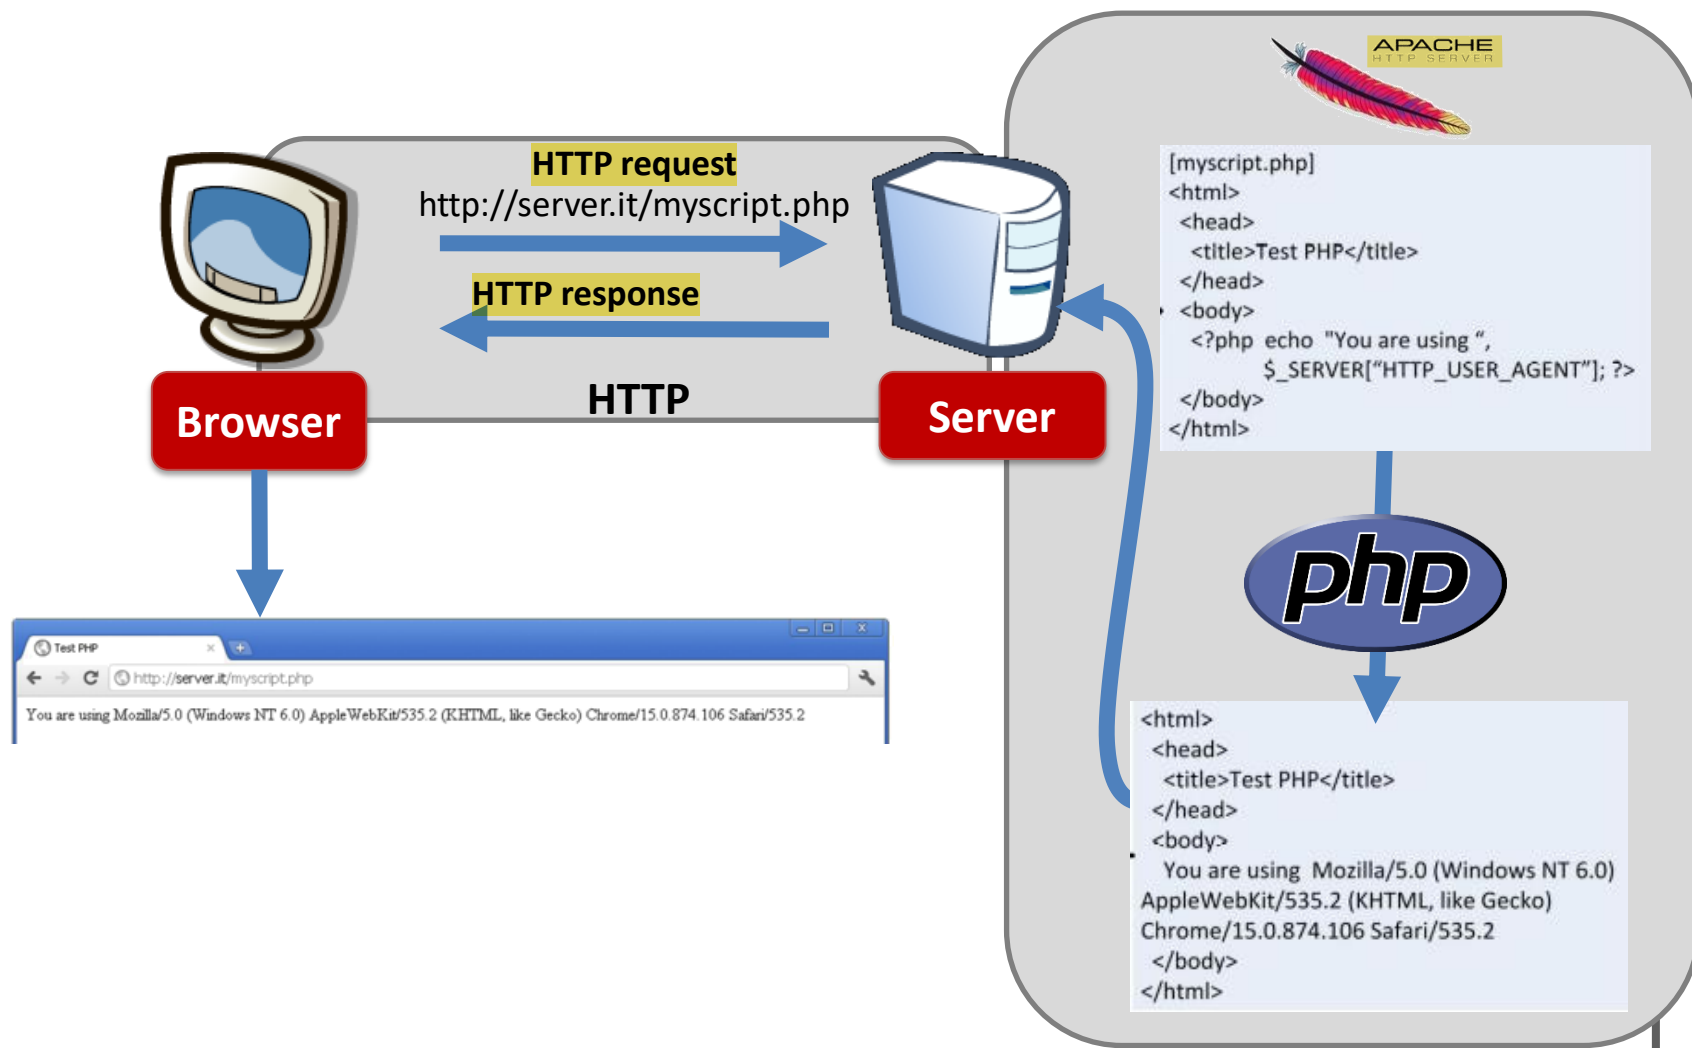 APACHE
HTTP SERVER
HTTP request
http://server.it/myscript.php
HTTP response
HTTP
Browser
Server
[myscript.php]
<html>
<head>
<title>Test PHP</title>
</head>
<body>
<?php echo "You are using “,
$_SERVER[“HTTP_USER_AGENT”]; ?>
</body>
</html>
php
Test PHP
http://server.it/myscript.php
You are using Mozilla/5.0 (Windows NT 6.0) AppleWebKit/535.2 (KHTML, like Gecko) Chrome/15.0.874.106 Safari/535.2
<html>
<head>
<title>Test PHP</title>
</head>
<body>
You are using Mozilla/5.0 (Windows NT 6.0)
AppleWebKit/535.2 (KHTML, like Gecko)
Chrome/15.0.874.106 Safari/535.2
</body>
</html>